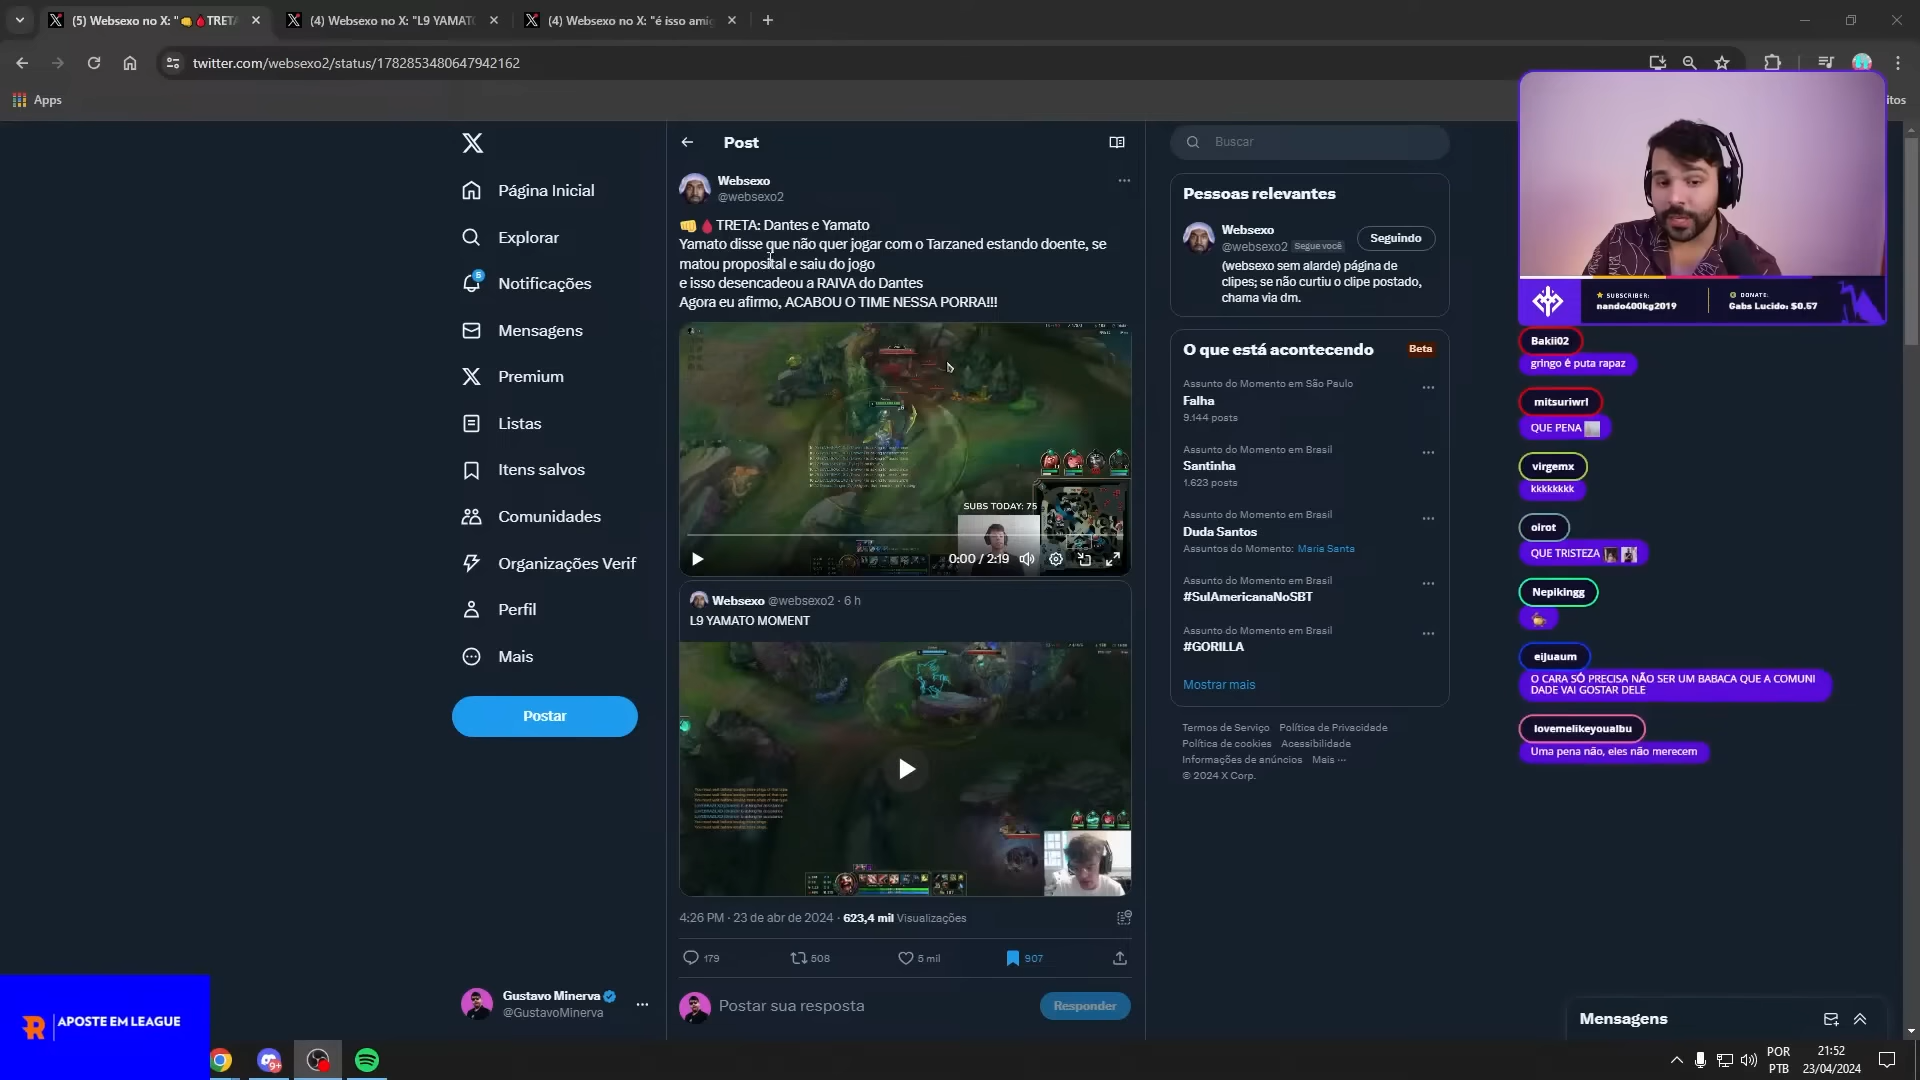 (5) Websexo no X: "👊🩸TRETA
(4) Websexo no X: "L9 YAMATO
(4) Websexo no X: "é isso amig
twitter.com/websexo2/status/1782853480647942162
Apps
itos
Post
Buscar
Página Inicial
Explorar
5
Notificações
Mensagens
Premium
Listas
Itens salvos
Comunidades
Organizações Verif
Perfil
Mais
Postar
Gustavo Minerva
@GustavoMinerva
Websexo
@websexo2
👊🩸TRETA: Dantes e Yamato
Yamato disse que não quer jogar com o Tarzaned estando doente, se
matou proposital e saiu do jogo
e isso desencadeou a RAIVA do Dantes
Agora eu afirmo, ACABOU O TIME NESSA PORRA!!!
SUBS TODAY: 75
0:00 / 2:19
Websexo @websexo2 · 6 h
L9 YAMATO MOMENT
4:26 PM · 23 de abr de 2024 · 623,4 mil Visualizações
179
508
5 mil
907
Postar sua resposta
Responder
Pessoas relevantes
Websexo
@websexo2 Segue você
Seguindo
(websexo sem alarde) página de
clipes; se não curtiu o clipe postado,
chama via dm.
O que está acontecendo
Beta
Assunto do Momento em São Paulo
Falha
9.144 posts
Assunto do Momento em Brasil
Santinha
1.623 posts
Assunto do Momento em Brasil
Duda Santos
Assuntos do Momento: Maria Santa
Assunto do Momento em Brasil
#SulAmericanaNoSBT
Assunto do Momento em Brasil
#GORILLA
Mostrar mais
Termos de Serviço Política de Privacidade
Política de cookies Acessibilidade
Informações de anúncios Mais ···
© 2024 X Corp.
SUBSCRIBER:
nando400kg2019
DONATE:
Gabs Lucido: $0.57
Bakii02
gringo é puta rapaz
mitsuriwr!
QUE PENA
virgemx
kkkkkkkk
oirot
QUE TRISTEZA
Nepikingg
eiJuaum
O CARA SÓ PRECISA NÃO SER UM BABACA QUE A COMUNI
DADE VAI GOSTAR DELE
lovemelikeyoualbu
Uma pena não, eles não merecem
Mensagens
R APOSTE EM LEAGUE
9+
POR
PTB
21:52
23/04/2024